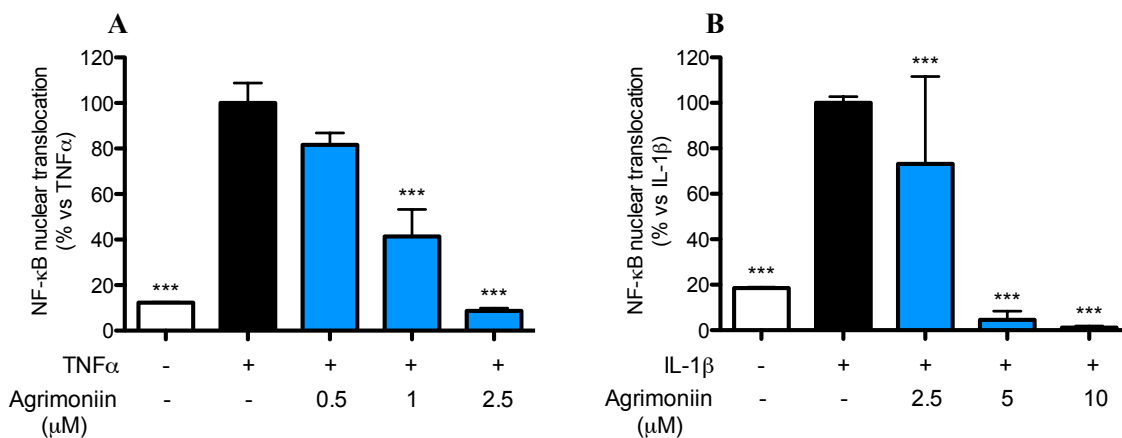 A
NF-κB nuclear translocation
(% vs TNFα)
120
100
80
60
40
20
0
***
***
***
TNFα - + + + +
Agrimoniin - - 0.5 1 2.5
(μM)
B
NF-κB nuclear translocation
(% vs IL-1β)
120
100
80
60
40
20
0
***
***
***
***
IL-1β - + + + +
Agrimoniin - - 2.5 5 10
(μM)